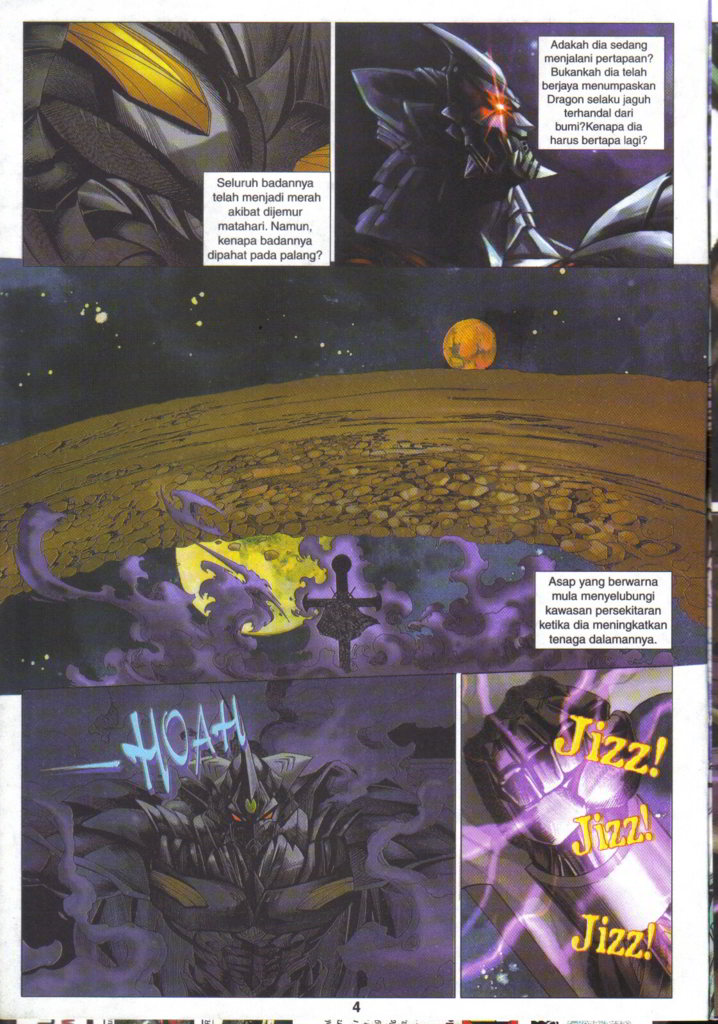 Seluruh badannya
telah menjadi merah
akibat dijemur
matahari. Namun,
kenapa badannya
dipahat pada palang?
Adakah dia sedang
menjalani pertapaan?
Bukankah dia telah
berjaya menumpaskan
Dragon selaku jaguh
terhandal dari
bumi?Kenapa dia
harus bertapa lagi?
Asap yang berwarna
mula menyelubungi
kawasan persekitaran
ketika dia meningkatkan
tenaga dalamannya.
HOAH
Jizz!
Jizz!
Jizz!
4